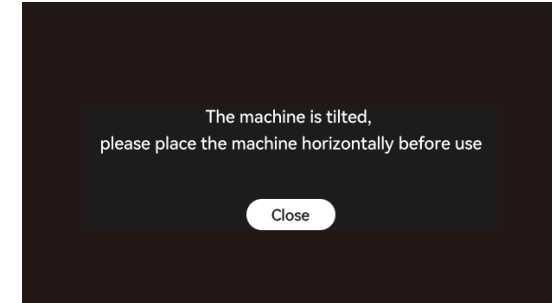 The machine is tilted,
please place the machine horizontally before use
Close